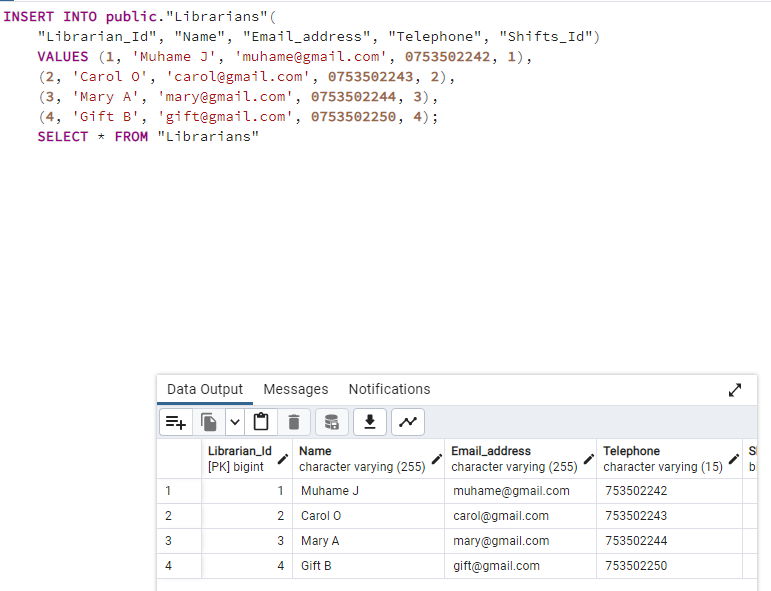 INSERT INTO public."Librarians"(
"Librarian_Id", "Name", "Email_address", "Telephone", "Shifts_Id")
VALUES (1, 'Muhame J', 'muhame@gmail.com', 0753502242, 1),
(2, 'Carol O', 'carol@gmail.com', 0753502243, 2),
(3, 'Mary A', 'mary@gmail.com', 0753502244, 3),
(4, 'Gift B', 'gift@gmail.com', 0753502250, 4);
SELECT * FROM "Librarians"
Data Output Messages Notifications
Librarian_Id Name Email_address Telephone
[PK] bigint character varying (255) character varying (255) character varying (15)
1 1 Muhame J muhame@gmail.com 753502242
2 2 Carol O carol@gmail.com 753502243
3 3 Mary A mary@gmail.com 753502244
4 4 Gift B gift@gmail.com 753502250